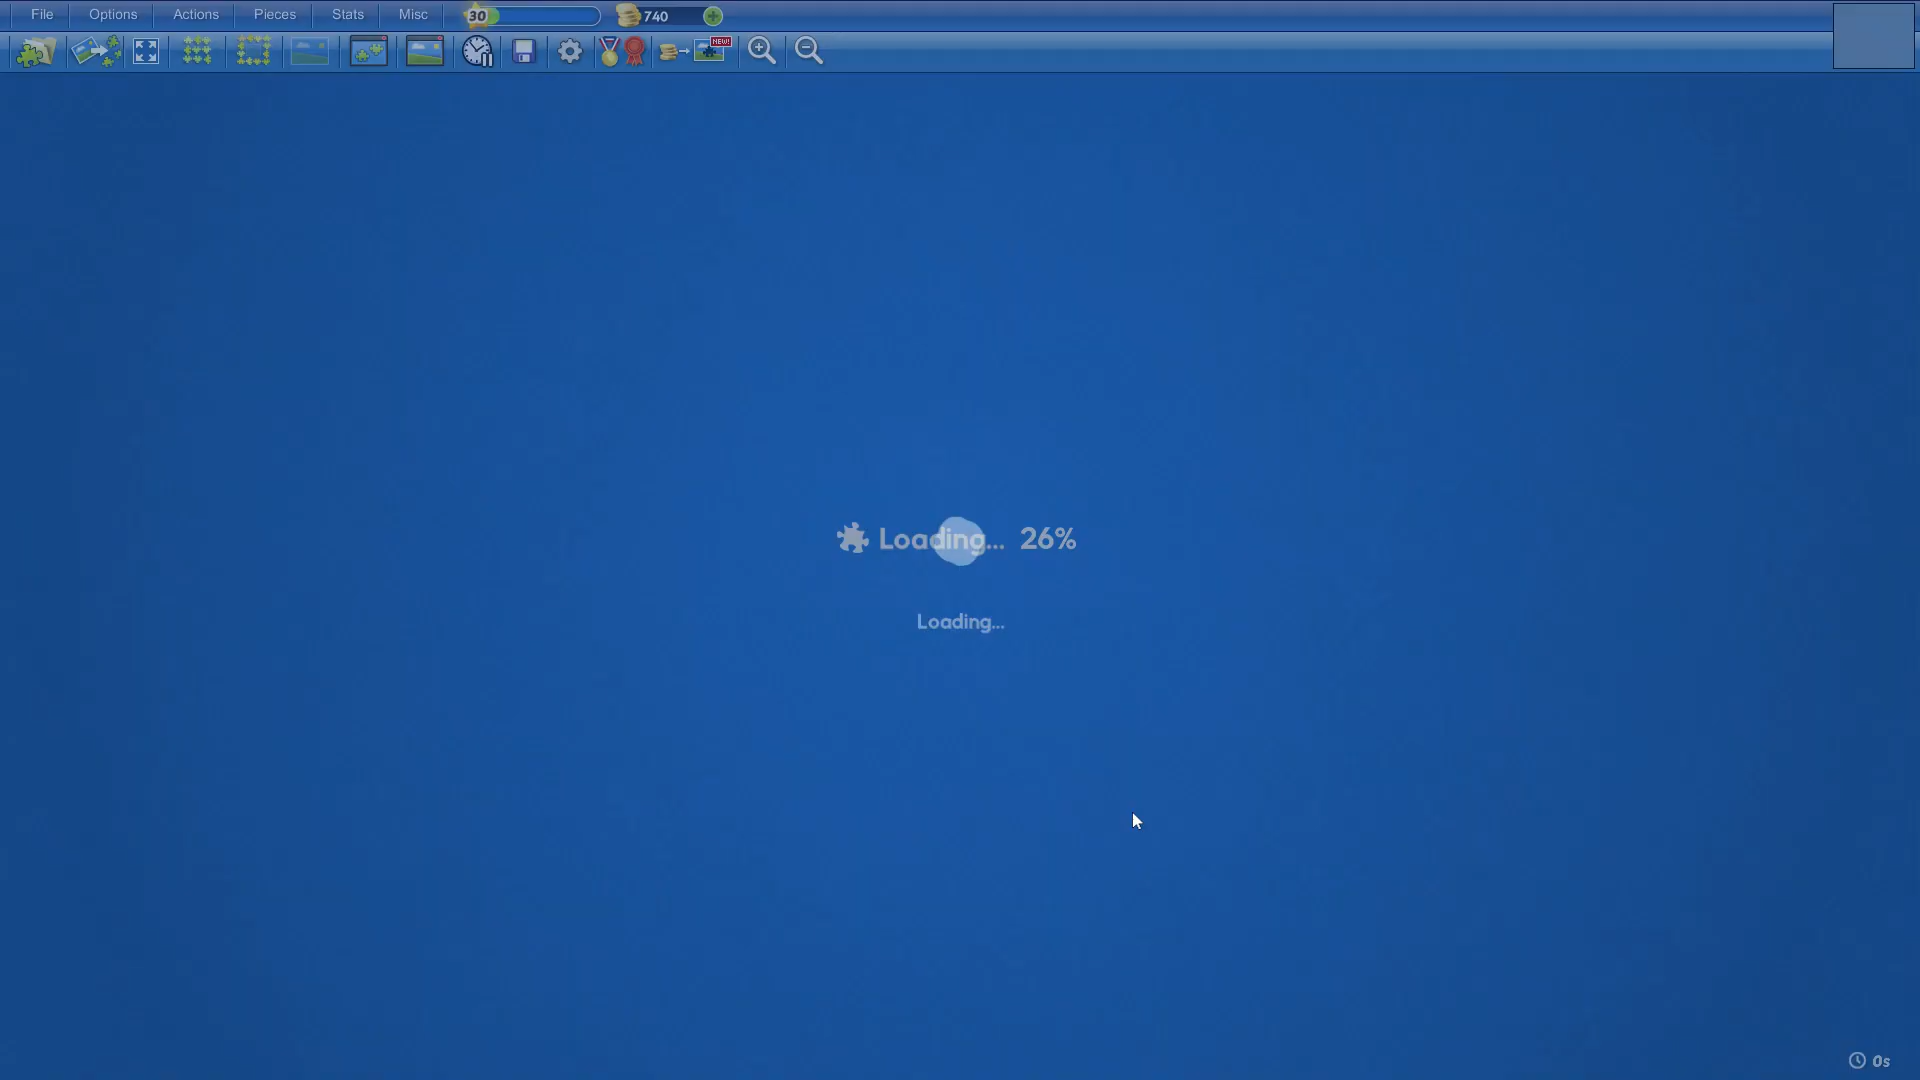 File Options Actions Pieces Stats Misc 30 740
NEW!
Loading... 26%
Loading...
0s